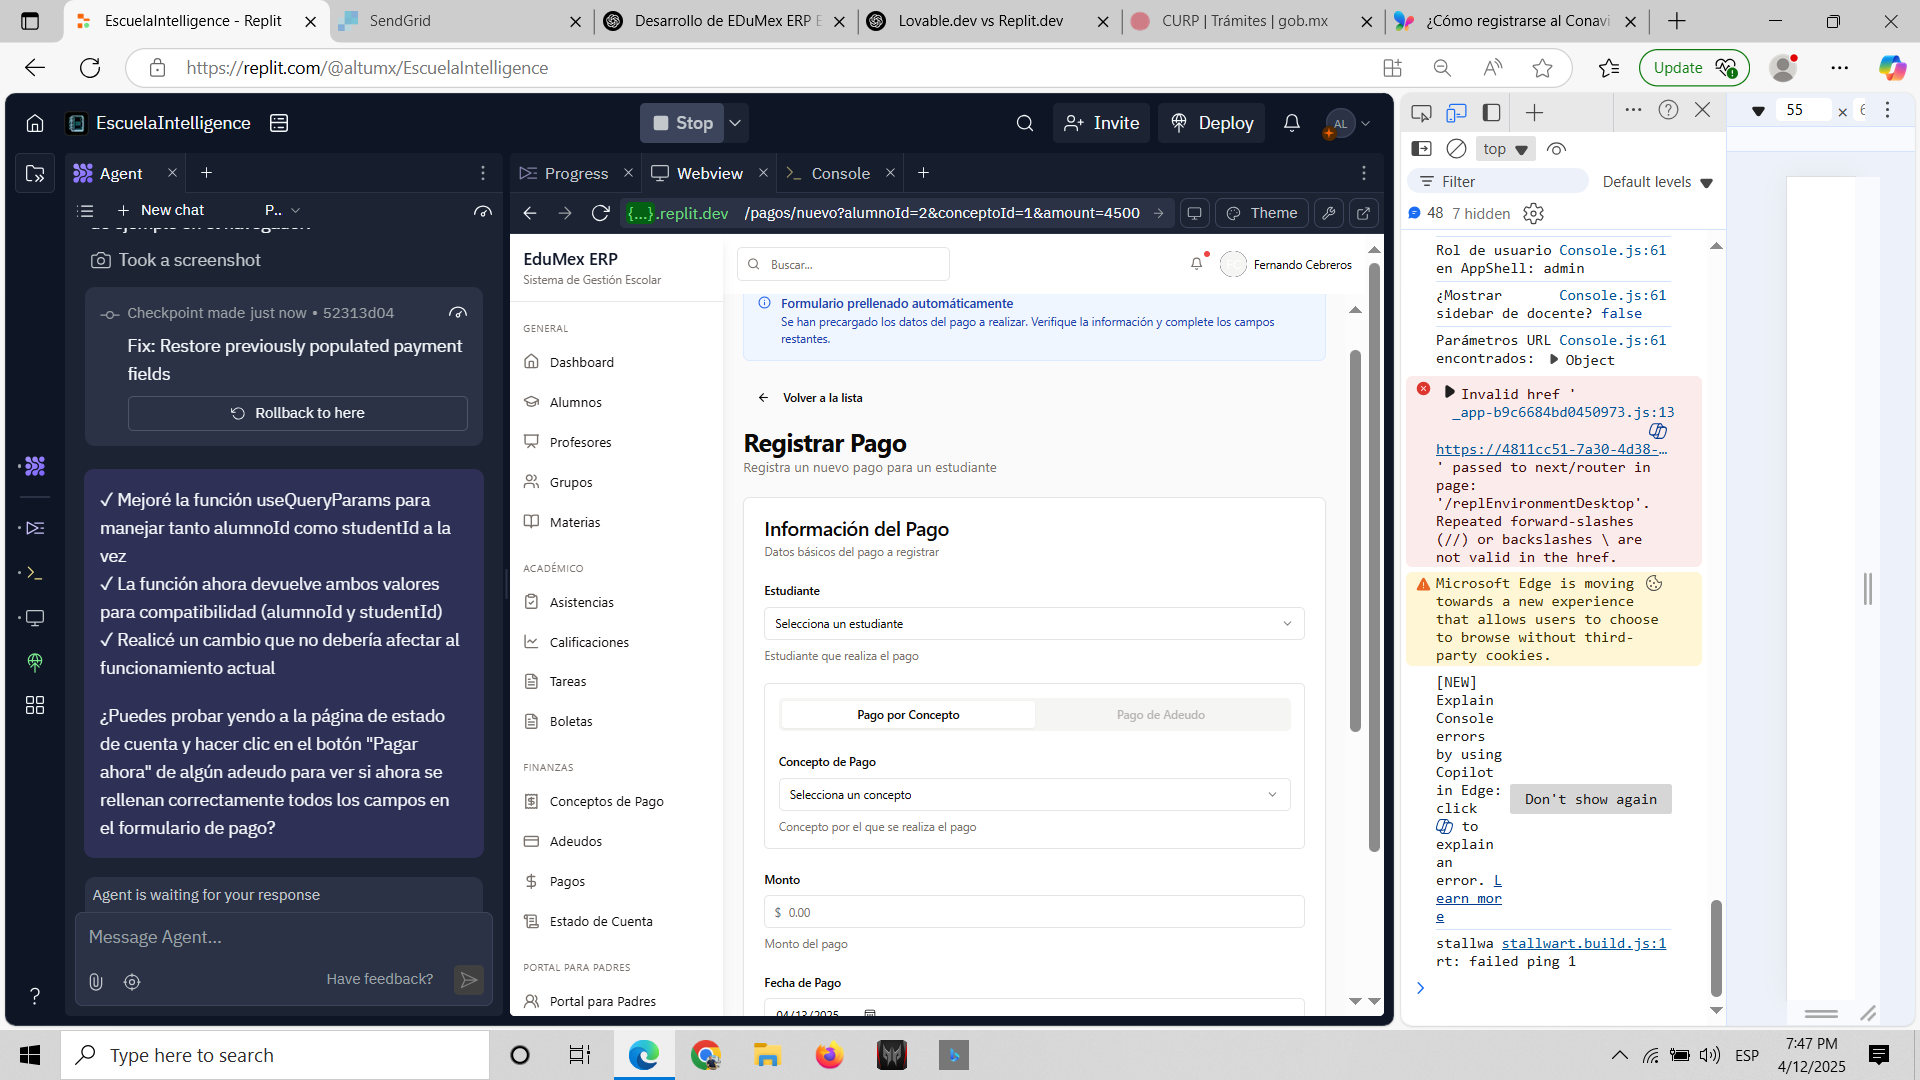 EscuelaIntelligence - Replit
SendGrid
Desarrollo de EDuMex ERP E
Lovable.dev vs Replit.dev
CURP | Trámites | gob.mx
¿Cómo registrarse al Conavi
https://replit.com/@altumx/EscuelaIntelligence
Update
EscuelaIntelligence
Stop
Invite
Deploy
AL
Agent
New chat
P..
Took a screenshot
Checkpoint made just now • 52313d04
Fix: Restore previously populated payment
fields
Rollback to here
✓ Mejoré la función useQueryParams para
manejar tanto alumnoId como studentId a la
vez
✓ La función ahora devuelve ambos valores
para compatibilidad (alumnoId y studentId)
✓ Realicé un cambio que no debería afectar al
funcionamiento actual
¿Puedes probar yendo a la página de estado
de cuenta y hacer clic en el botón "Pagar
ahora" de algún adeudo para ver si ahora se
rellenan correctamente todos los campos en
el formulario de pago?
Agent is waiting for your response
Message Agent...
Have feedback?
Progress
Webview
Console
{...}.replit.dev /pagos/nuevo?alumnoId=2&conceptoId=1&amount=4500
Theme
EduMex ERP
Sistema de Gestión Escolar
GENERAL
Dashboard
Alumnos
Profesores
Grupos
Materias
ACADÉMICO
Asistencias
Calificaciones
Tareas
Boletas
FINANZAS
Conceptos de Pago
Adeudos
Pagos
Estado de Cuenta
PORTAL PARA PADRES
Portal para Padres
Buscar...
Fernando Cebreros
Formulario prellenado automáticamente
Se han precargado los datos del pago a realizar. Verifique la información y complete los campos
restantes.
Volver a la lista
Registrar Pago
Registra un nuevo pago para un estudiante
Información del Pago
Datos básicos del pago a registrar
Estudiante
Selecciona un estudiante
Estudiante que realiza el pago
Pago por Concepto
Pago de Adeudo
Concepto de Pago
Selecciona un concepto
Concepto por el que se realiza el pago
Monto
$ 0.00
Monto del pago
Fecha de Pago
04/13/2025
top
Filter
Default levels
48
7 hidden
Rol de usuario Console.js:61
en AppShell: admin
¿Mostrar Console.js:61
sidebar de docente? false
Parámetros URL Console.js:61
encontrados: Object
Invalid href '
_app-b9c6684bd0450973.js:13
https://4811cc51-7a30-4d38-…
' passed to next/router in
page:
'/replEnvironmentDesktop'.
Repeated forward-slashes
(//) or backslashes \ are
not valid in the href.
Microsoft Edge is moving
towards a new experience
that allows users to choose
to browse without third-
party cookies.
[NEW]
Explain
Console
errors
by using
Copilot
in Edge:
click
to
explain
an
error. L
earn mor
e
Don't show again
stallwa stallwart.build.js:1
rt: failed ping 1
55
×
Type here to search
ESP
7:47 PM
4/12/2025